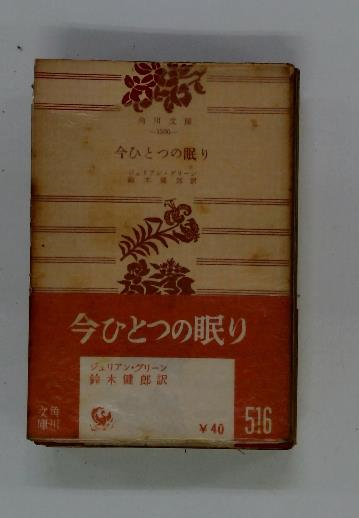 角川文庫
—1500—
今ひとつの眠り
ジュリアン・グリーン
鈴木健郎訳
今ひとつの眠り
ジュリアン・グリーン
鈴木健郎訳
角川文庫
¥40
516